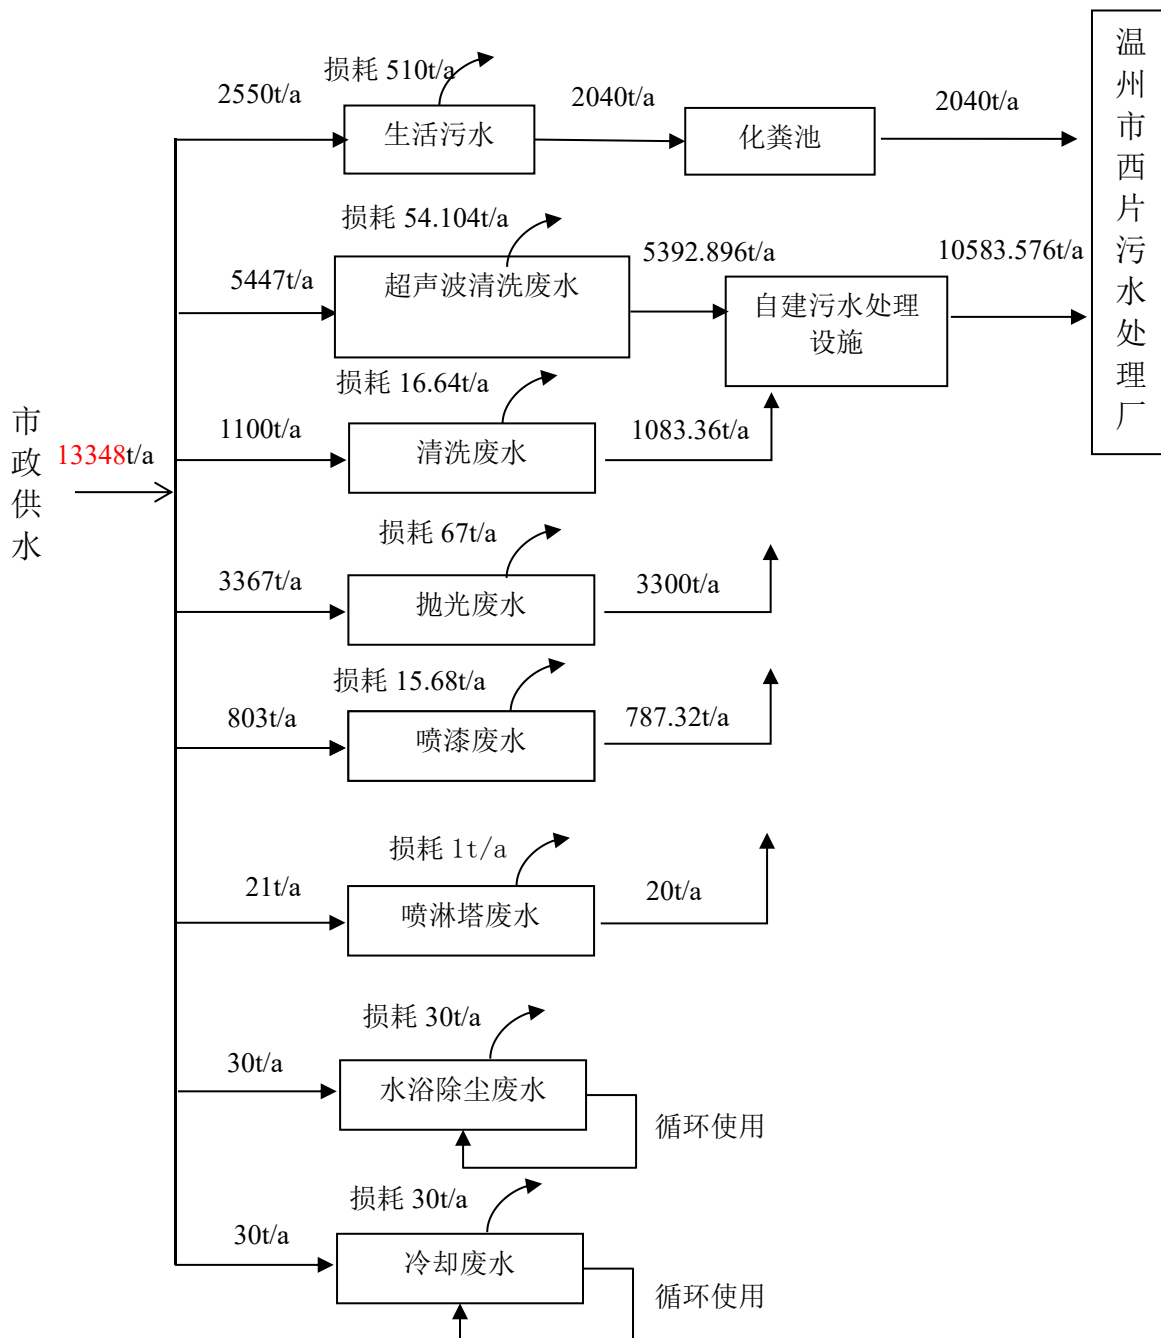 损耗 510t/a
2550t/a
生活污水
2040t/a
化粪池
2040t/a
温州市西片污水处理厂
损耗 54.104t/a
5447t/a
超声波清洗废水
5392.896t/a
自建污水处理
设施
10583.576t/a
损耗 16.64t/a
1100t/a
清洗废水
1083.36t/a
市政供水
13348t/a
损耗 67t/a
3367t/a
抛光废水
3300t/a
损耗 15.68t/a
803t/a
喷漆废水
787.32t/a
损耗 1t/a
21t/a
喷淋塔废水
20t/a
损耗 30t/a
30t/a
水浴除尘废水
循环使用
损耗 30t/a
30t/a
冷却废水
循环使用